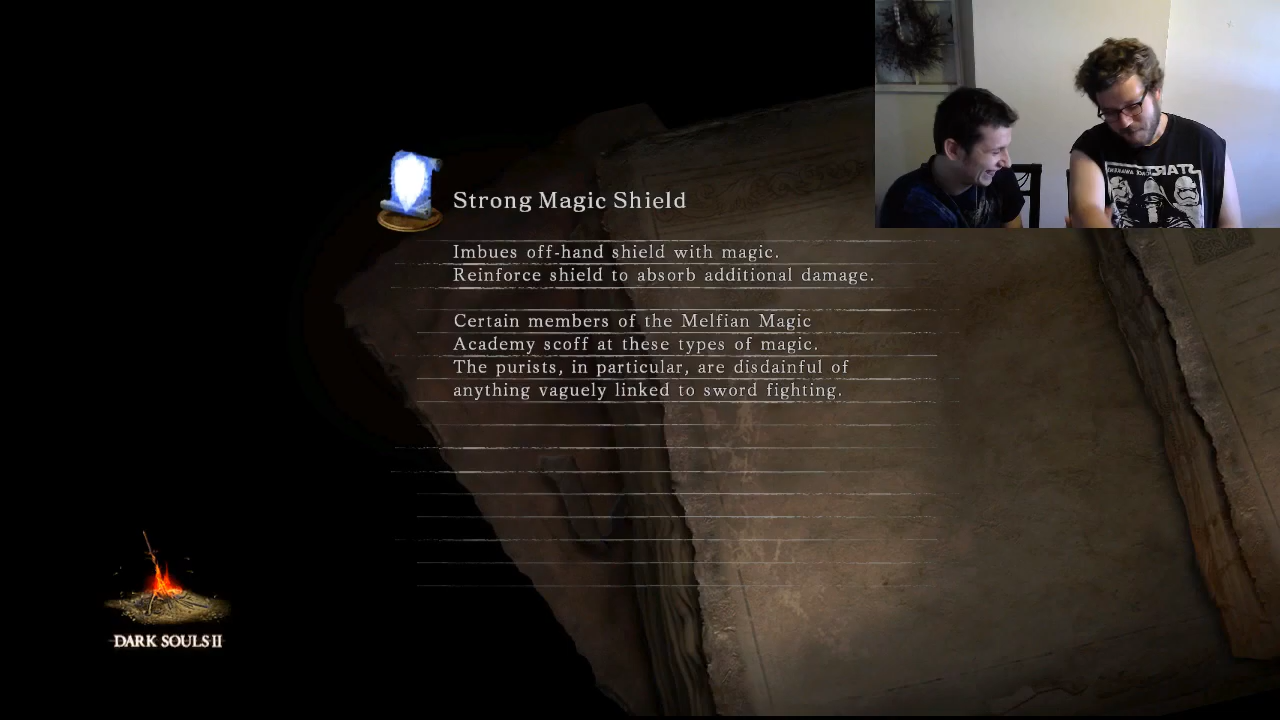 Strong Magic Shield
Imbues off-hand shield with magic.
Reinforce shield to absorb additional damage.
Certain members of the Melfian Magic
Academy scoff at these types of magic.
The purists, in particular, are disdainful of
anything vaguely linked to sword fighting.
DARK SOULS II